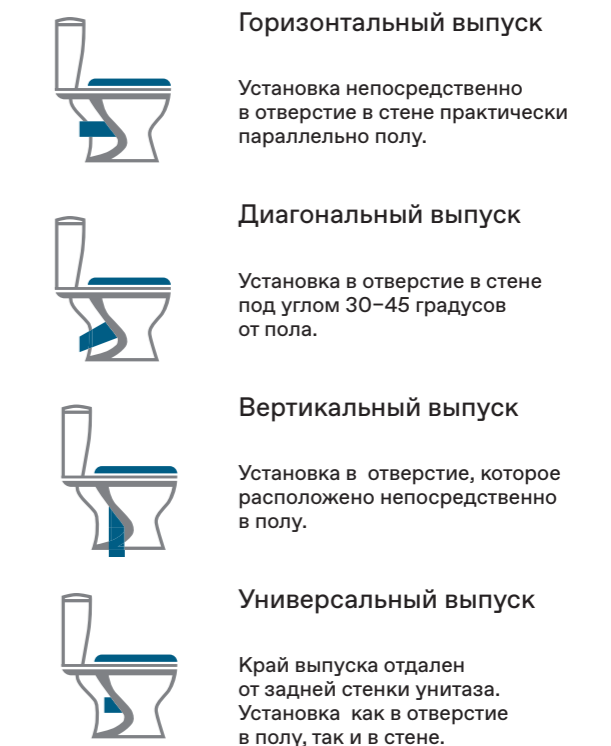 Горизонтальный выпуск
Установка непосредственно
в отверстие в стене практически
параллельно полу.
Диагональный выпуск
Установка в отверстие в стене
под углом 30–45 градусов
от пола.
Вертикальный выпуск
Установка в отверстие, которое
расположено непосредственно
в полу.
Универсальный выпуск
Край выпуска отдален
от задней стенки унитаза.
Установка как в отверстие
в полу, так и в стене.